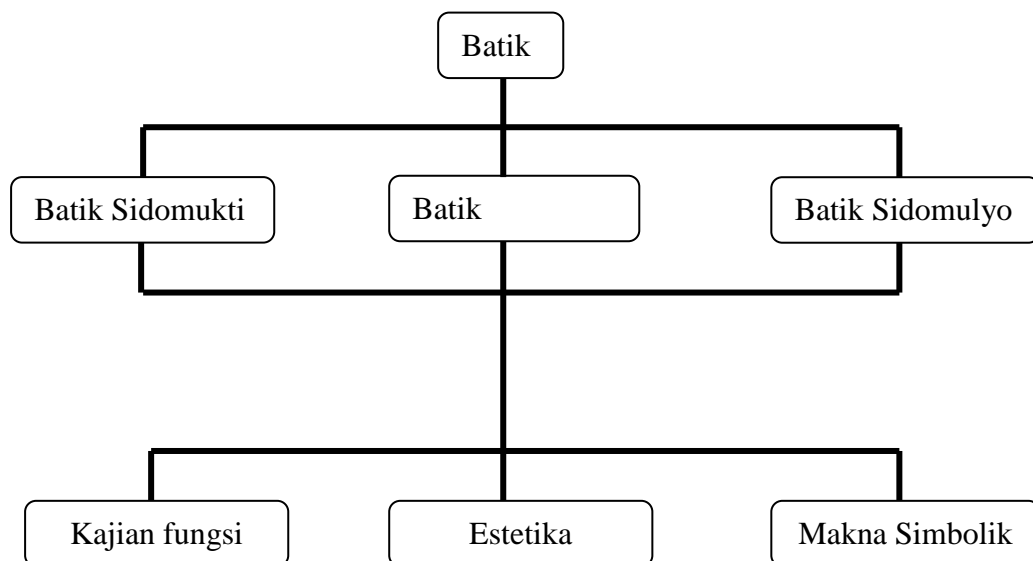 Batik
Batik Sidomukti
Batik
Batik Sidomulyo
Kajian fungsi
Estetika
Makna Simbolik